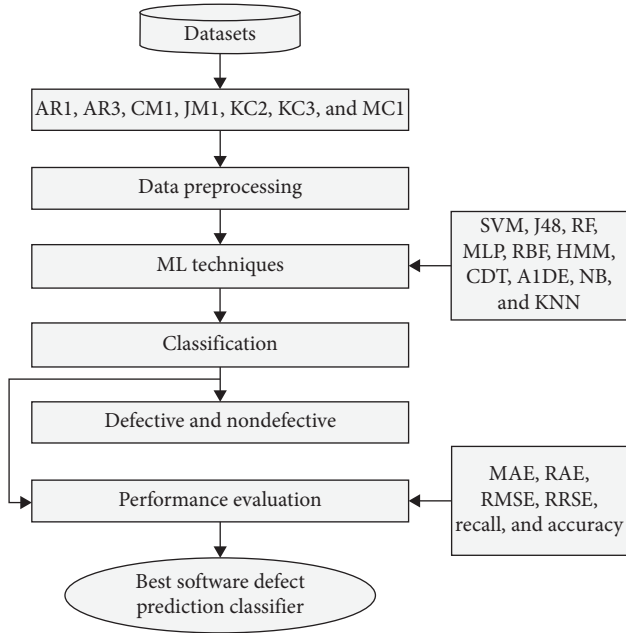 Datasets
AR1, AR3, CM1, JM1, KC2, KC3, and MC1
Data preprocessing
ML techniques
SVM, J48, RF,
MLP, RBF, HMM,
CDT, A1DE, NB,
and KNN
Classification
Defective and nondefective
Performance evaluation
MAE, RAE,
RMSE, RRSE,
recall, and accuracy
Best software defect
prediction classifier